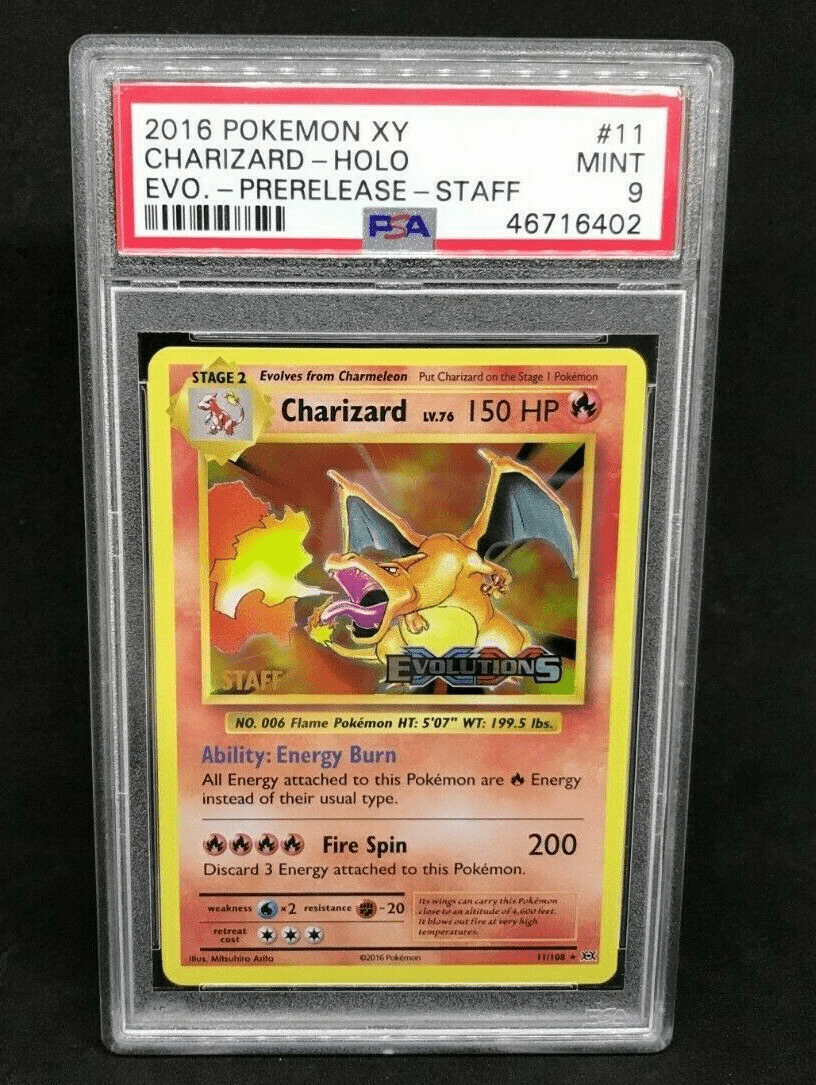 2016 POKEMON XY #11
CHARIZARD - HOLO MINT
EVO. - PRERELEASE - STAFF 9
PSA 46716402
STAGE 2 Evolves from Charmeleon Put Charizard on the Stage 1 Pokémon
Charizard LV.76 150 HP
STAFF EVOLUTIONS
NO. 006 Flame Pokémon HT: 5'07" WT: 199.5 lbs.
Ability: Energy Burn
All Energy attached to this Pokémon are Energy
instead of their usual type.
Fire Spin 200
Discard 3 Energy attached to this Pokémon.
weakness ×2 resistance -20
retreat
cost
Its wings can carry this Pokémon
close to an altitude of 4,600 feet.
It blows out fire at very high
temperatures.
Illus. Mitsuhiro Arita ©2016 Pokémon 11/108